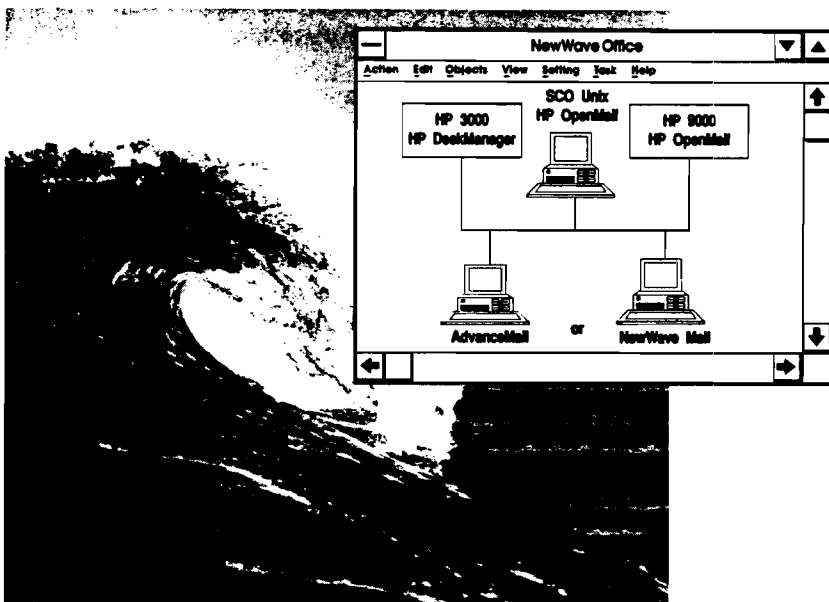 NewWave Office
Action Edit Objects View Setting Task Help
SCO Unix
HP OpenMail
HP 3000
HP DeskManager
HP 9000
HP OpenMail
AdvanceMail
or
NewWave Mail